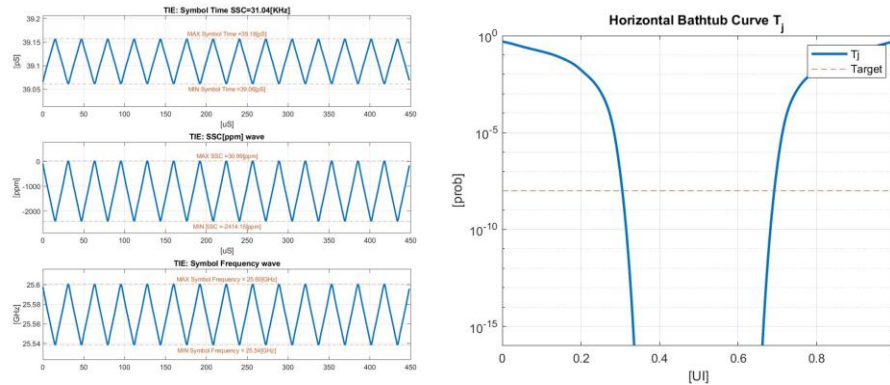 TIE: Symbol Time SSC=31.04[KHz]
39.2
39.15
39.1
39.05
[pS]
MAX Symbol Time =39.16[pS]
MIN Symbol Time =39.06[pS]
0 50 100 150 200 250 300 350 400 450
[uS]
TIE: SSC[ppm] wave
0
-1000
-2000
[ppm]
MAX SSC =30.99[ppm]
MIN SSC =-2414.15[ppm]
0 50 100 150 200 250 300 350 400 450
[uS]
TIE: Symbol Frequency wave
25.6
25.58
25.56
25.54
[GHz]
MAX Symbol Frequency = 25.60[GHz]
MIN Symbol Frequency = 25.54[GHz]
0 50 100 150 200 250 300 350 400 450
Horizontal Bathtub Curve Tj
10^0
10^-5
10^-10
10^-15
[prob]
Tj
Target
0 0.2 0.4 0.6 0.8
[UI]